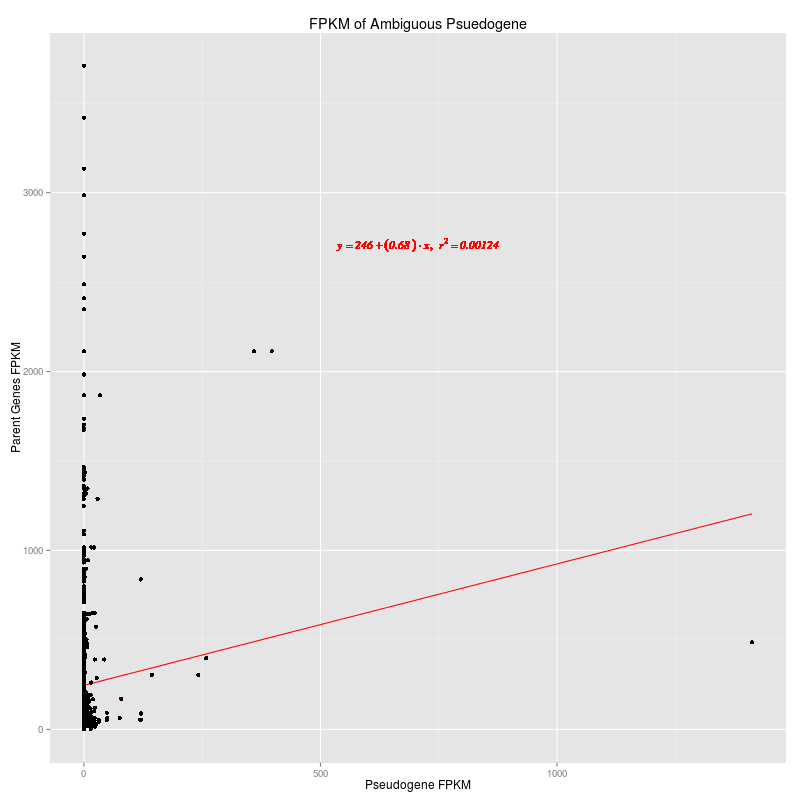 FPKM of Ambiguous Psuedogene
3000
2000
1000
0
Parent Genes FPKM
y = 246 + (0.68) · x, r² = 0.00124
0 500 1000
Pseudogene FPKM